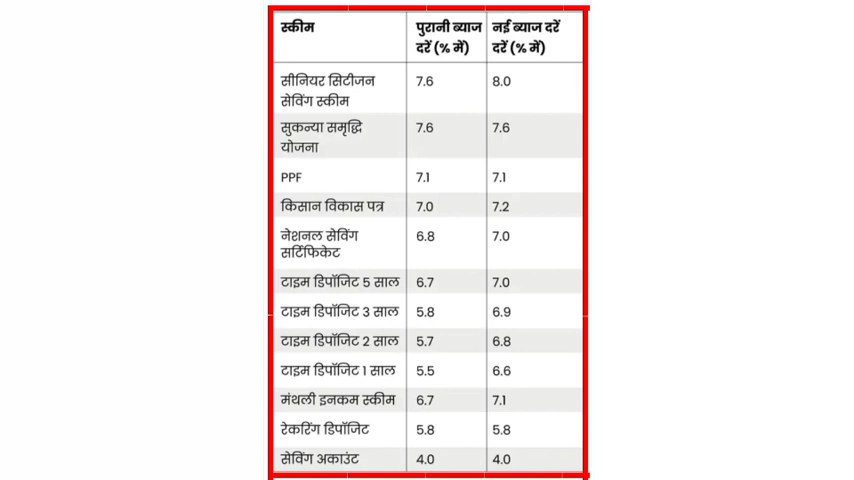 स्कीम पुरानी ब्याज दरें (% में) नई ब्याज दरें दरें (% में)
सीनियर सिटीजन सेविंग स्कीम 7.6 8.0
सुकन्या समृद्धि योजना 7.6 7.6
PPF 7.1 7.1
किसान विकास पत्र 7.0 7.2
नेशनल सेविंग सर्टिफिकेट 6.8 7.0
टाइम डिपॉजिट 5 साल 6.7 7.0
टाइम डिपॉजिट 3 साल 5.8 6.9
टाइम डिपॉजिट 2 साल 5.7 6.8
टाइम डिपॉजिट 1 साल 5.5 6.6
मंथली इनकम स्कीम 6.7 7.1
रेकरिंग डिपॉजिट 5.8 5.8
सेविंग अकाउंट 4.0 4.0